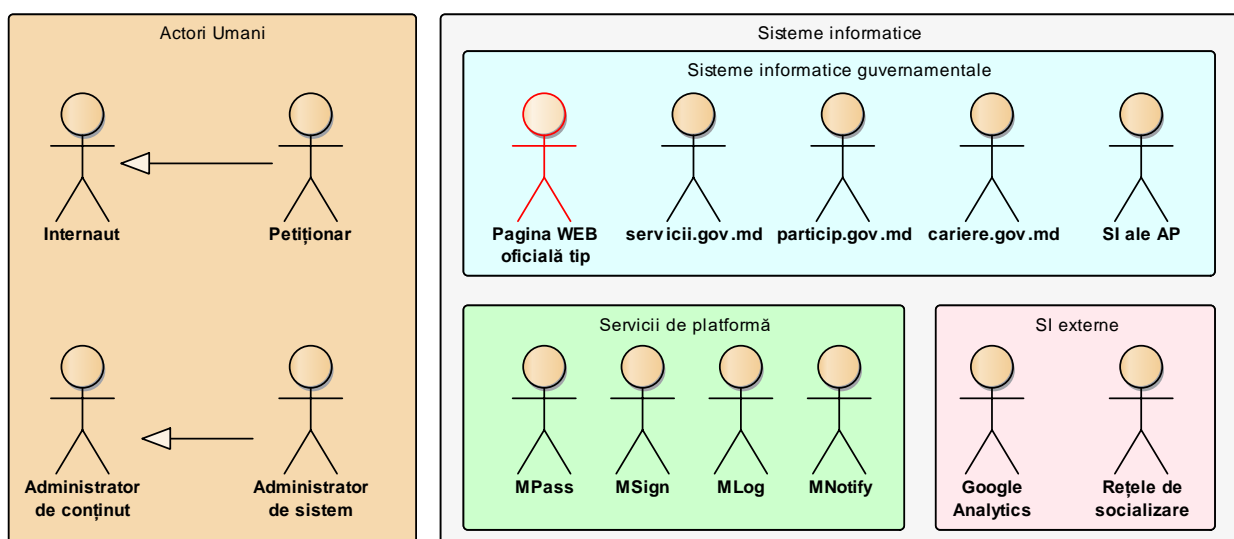 Actori Umani
Internaut
Petiționar
Administrator
de conținut
Administrator
de sistem
Sisteme informatice
Sisteme informatice guvernamentale
Pagina WEB
oficială tip
servicii.gov.md
particip.gov.md
cariere.gov.md
SI ale AP
Servicii de platformă
MPass
MSign
MLog
MNotify
SI externe
Google
Analytics
Rețele de
socializare